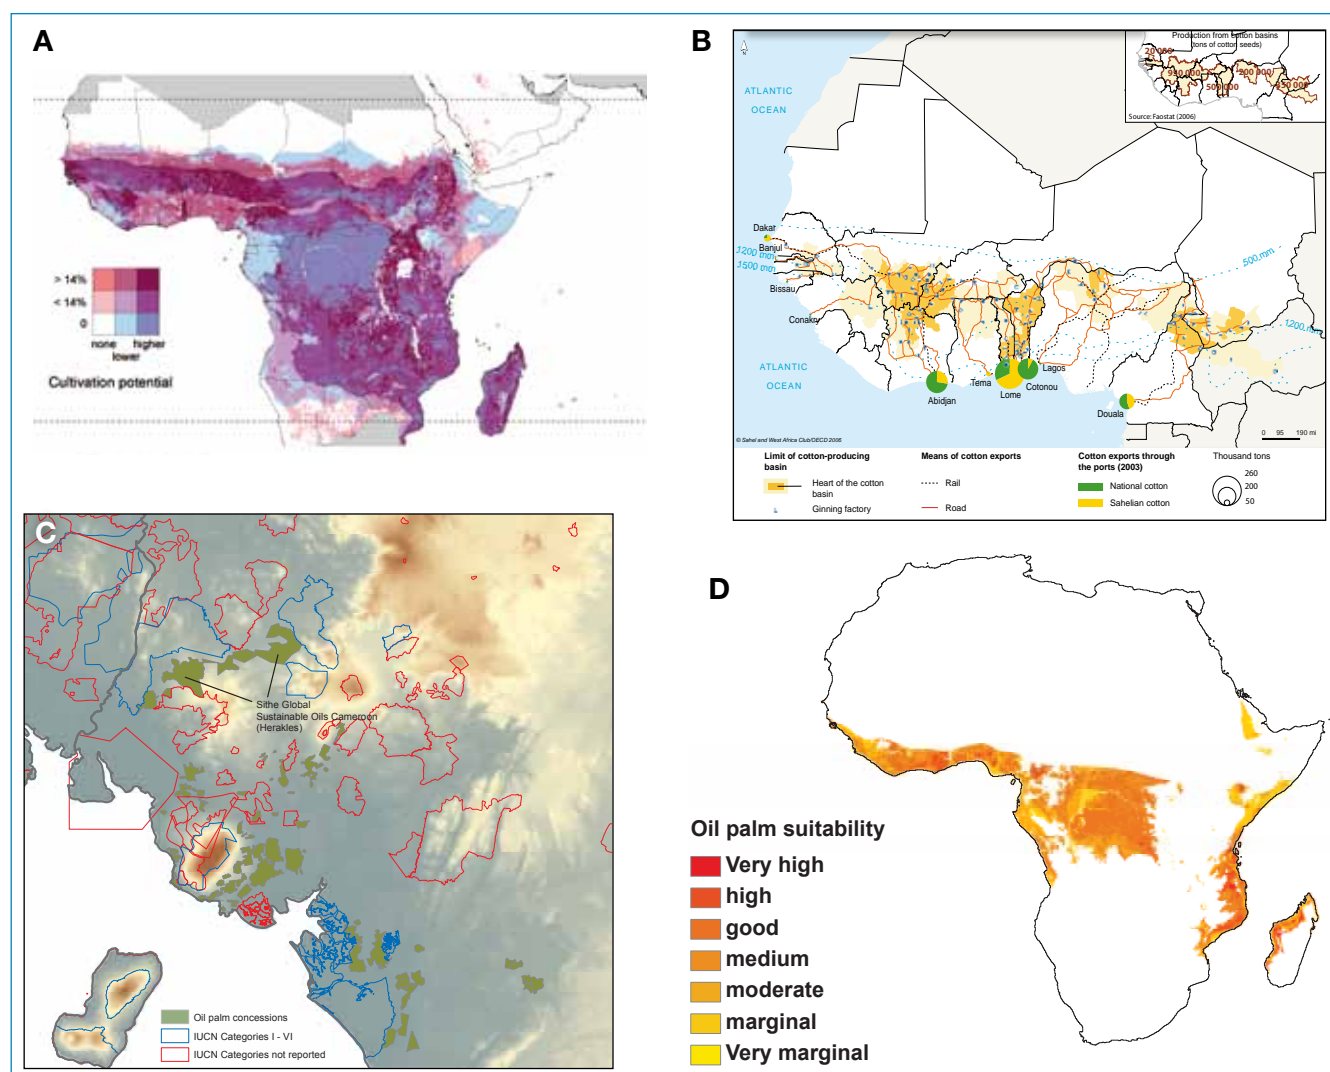 A
> 14%
< 14%
0
none
higher
lower
Cultivation potential
B
Production from cotton basins
(tons of cotton seeds)
20 000
990 000
200 000
500 000
350 000
Source: Faostat (2006)
ATLANTIC
OCEAN
Dakar
Banjul
1200 mm
1500 mm
Bissau
Conakry
500 mm
1200 mm
ATLANTIC
OCEAN
Abidjan
Tema
Lome
Lagos
Cotonou
Douala
© Sahel and West Africa Club/OECD 2006
0 95 190 mi
Limit of cotton-producing
basin
Heart of the cotton
basin
Ginning factory
Means of cotton exports
Rail
Road
Cotton exports through
the ports (2003)
National cotton
Sahelian cotton
Thousand tons
260
200
50
C
Sithe Global
Sustainable Oils Cameroon
(Herakles)
Oil palm concessions
IUCN Categories I - VI
IUCN Categories not reported
D
Oil palm suitability
Very high
high
good
medium
moderate
marginal
Very marginal